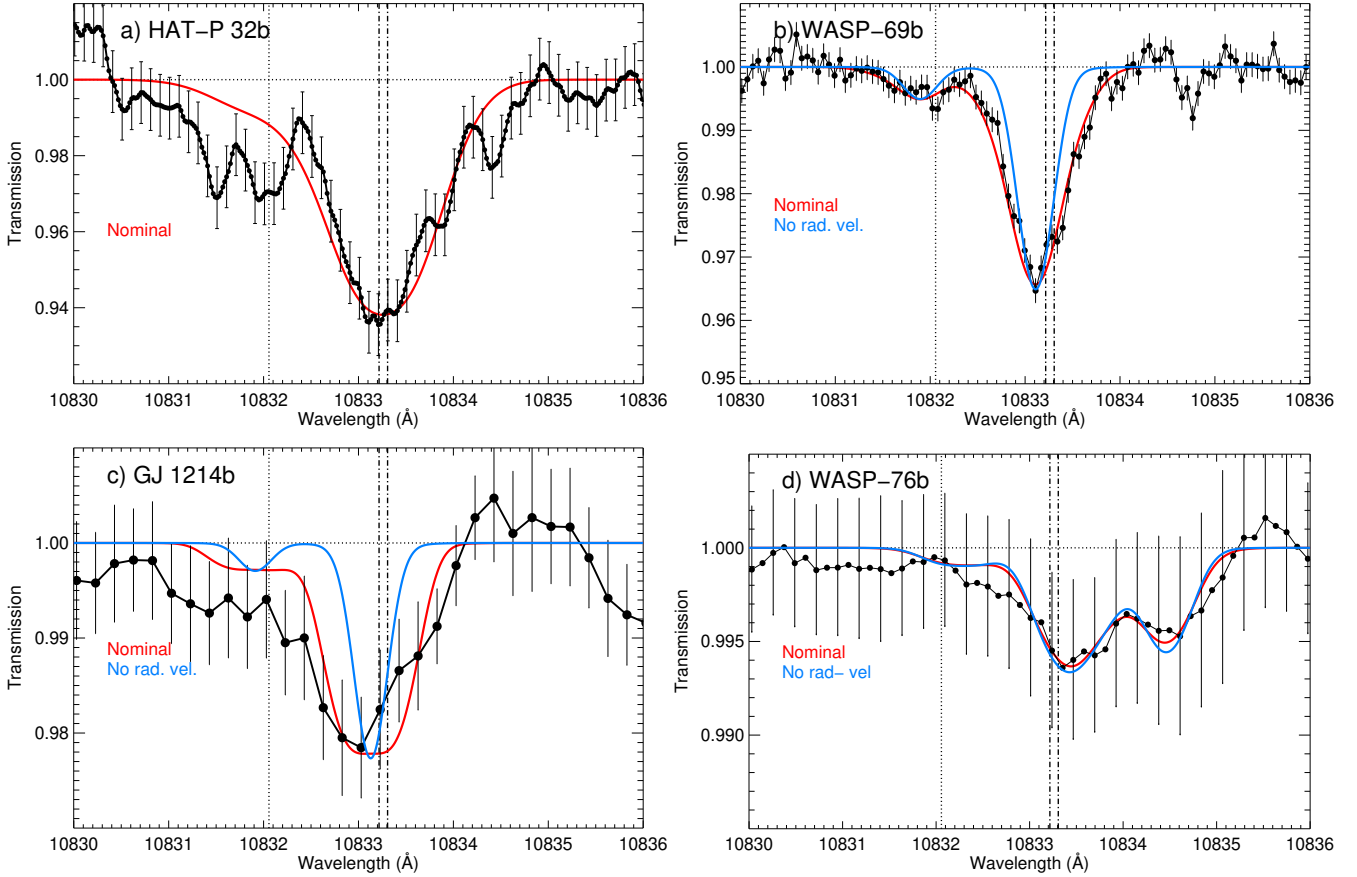 a) HAT-P 32b
1.00
0.98
0.96
0.94
Transmission
Nominal
10830 10831 10832 10833 10834 10835 10836
Wavelength (Å)
b) WASP-69b
1.00
0.99
0.98
0.97
0.96
0.95
Transmission
Nominal
No rad. vel.
10830 10831 10832 10833 10834 10835 10836
Wavelength (Å)
c) GJ 1214b
1.00
0.99
0.98
Transmission
Nominal
No rad. vel.
10830 10831 10832 10833 10834 10835 10836
Wavelength (Å)
d) WASP-76b
1.000
0.995
0.990
Transmission
Nominal
No rad- vel
10830 10831 10832 10833 10834 10835 10836
Wavelength (Å)